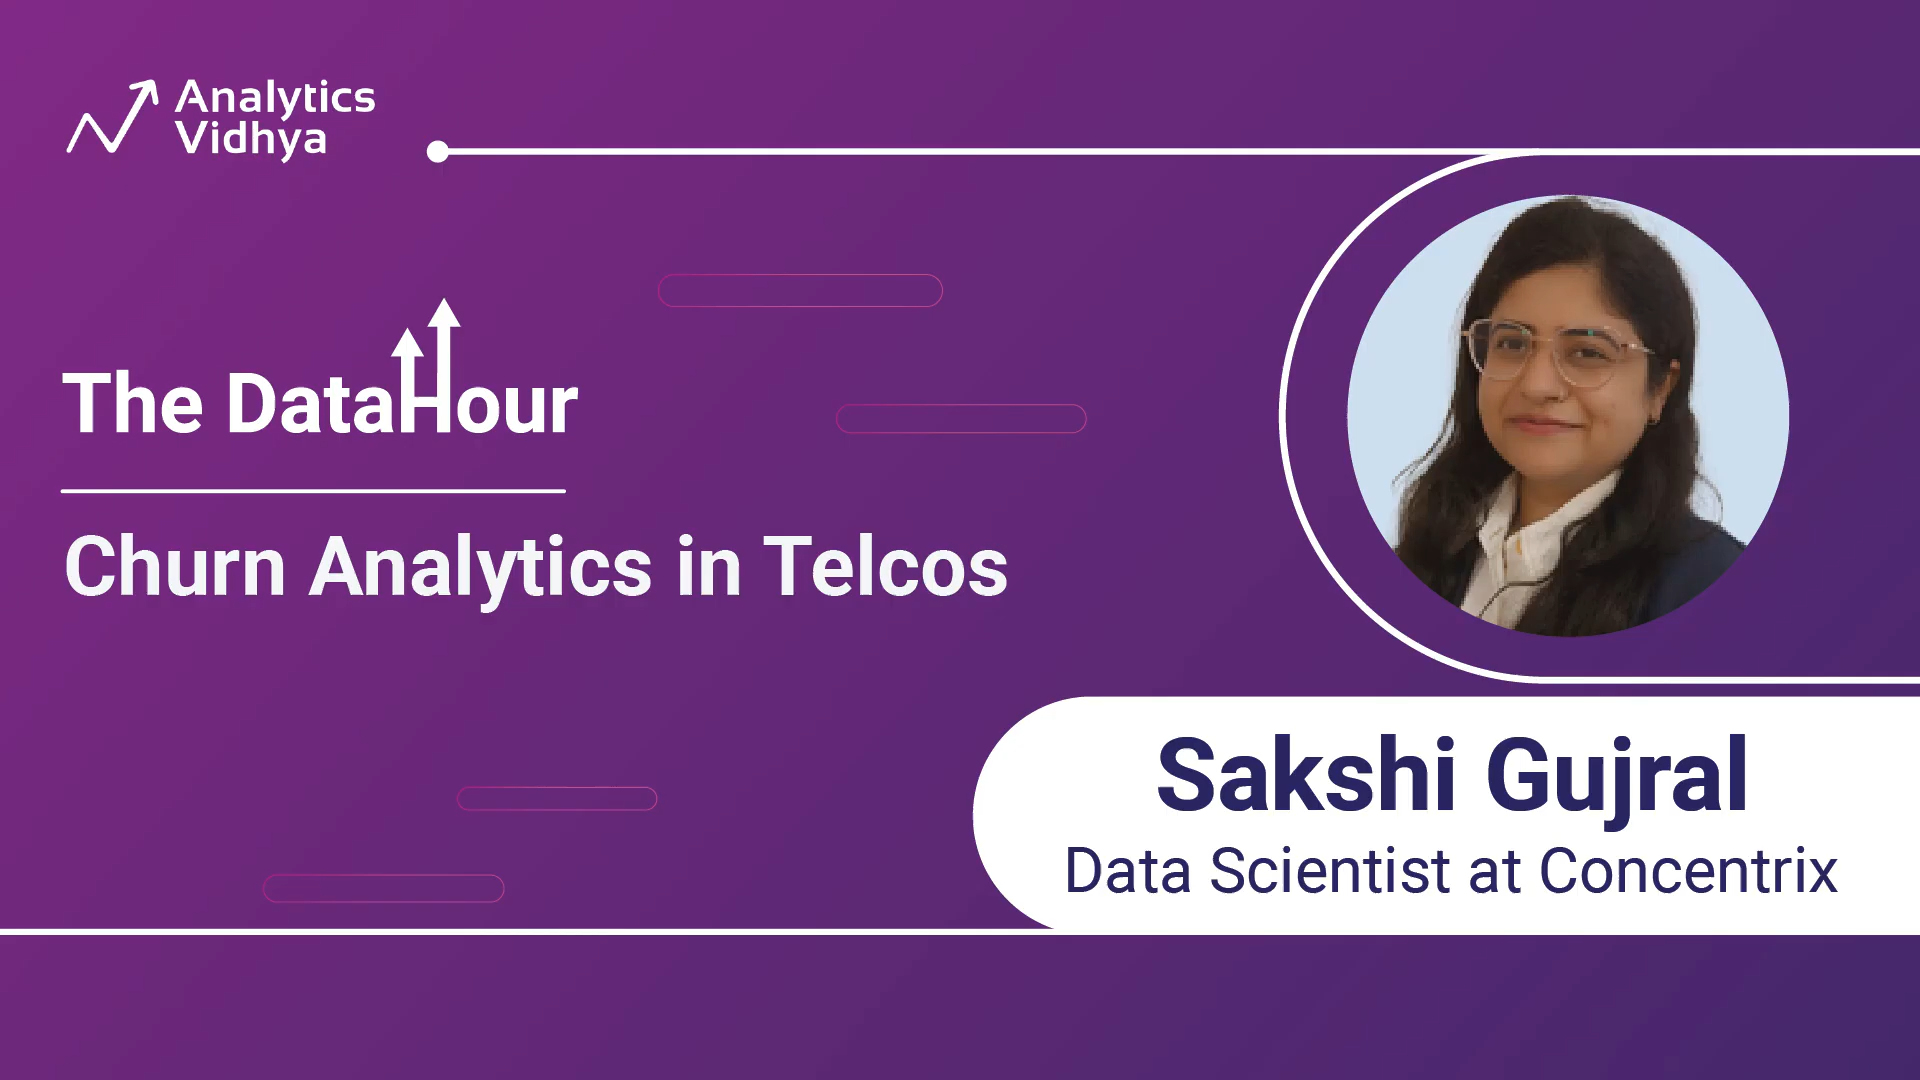 Analytics
Vidhya
The DataHour
Churn Analytics in Telcos
Sakshi Gujral
Data Scientist at Concentrix